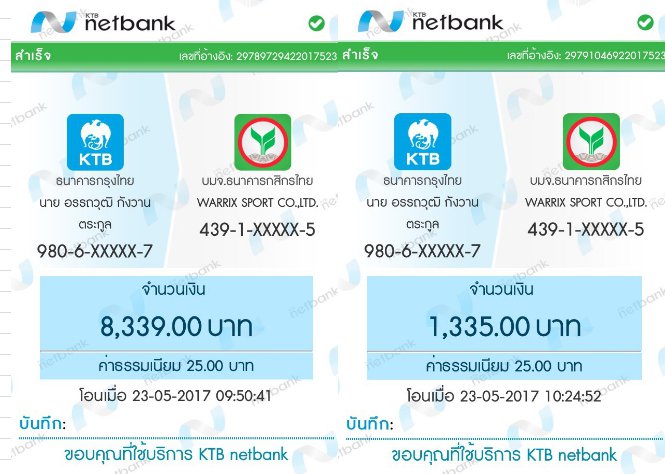 KTB netbank
สำเร็จ
เลขที่อ้างอิง: 29789729422017523
KTB
ธนาคารกรุงไทย
นาย อรรถวุฒิ กังวาน
ตระกูล
980-6-XXXXX-7
บมจ.ธนาคารกสิกรไทย
WARRIX SPORT CO.,LTD.
439-1-XXXXX-5
จำนวนเงิน
8,339.00 บาท
ค่าธรรมเนียม 25.00 บาท
โอนเมื่อ 23-05-2017 09:50:41
บันทึก:
ขอบคุณที่ใช้บริการ KTB netbank
KTB netbank
สำเร็จ
เลขที่อ้างอิง: 29791046922017523
KTB
ธนาคารกรุงไทย
นาย อรรถวุฒิ กังวาน
ตระกูล
980-6-XXXXX-7
บมจ.ธนาคารกสิกรไทย
WARRIX SPORT CO.,LTD.
439-1-XXXXX-5
จำนวนเงิน
1,335.00 บาท
ค่าธรรมเนียม 25.00 บาท
โอนเมื่อ 23-05-2017 10:24:52
บันทึก:
ขอบคุณที่ใช้บริการ KTB netbank